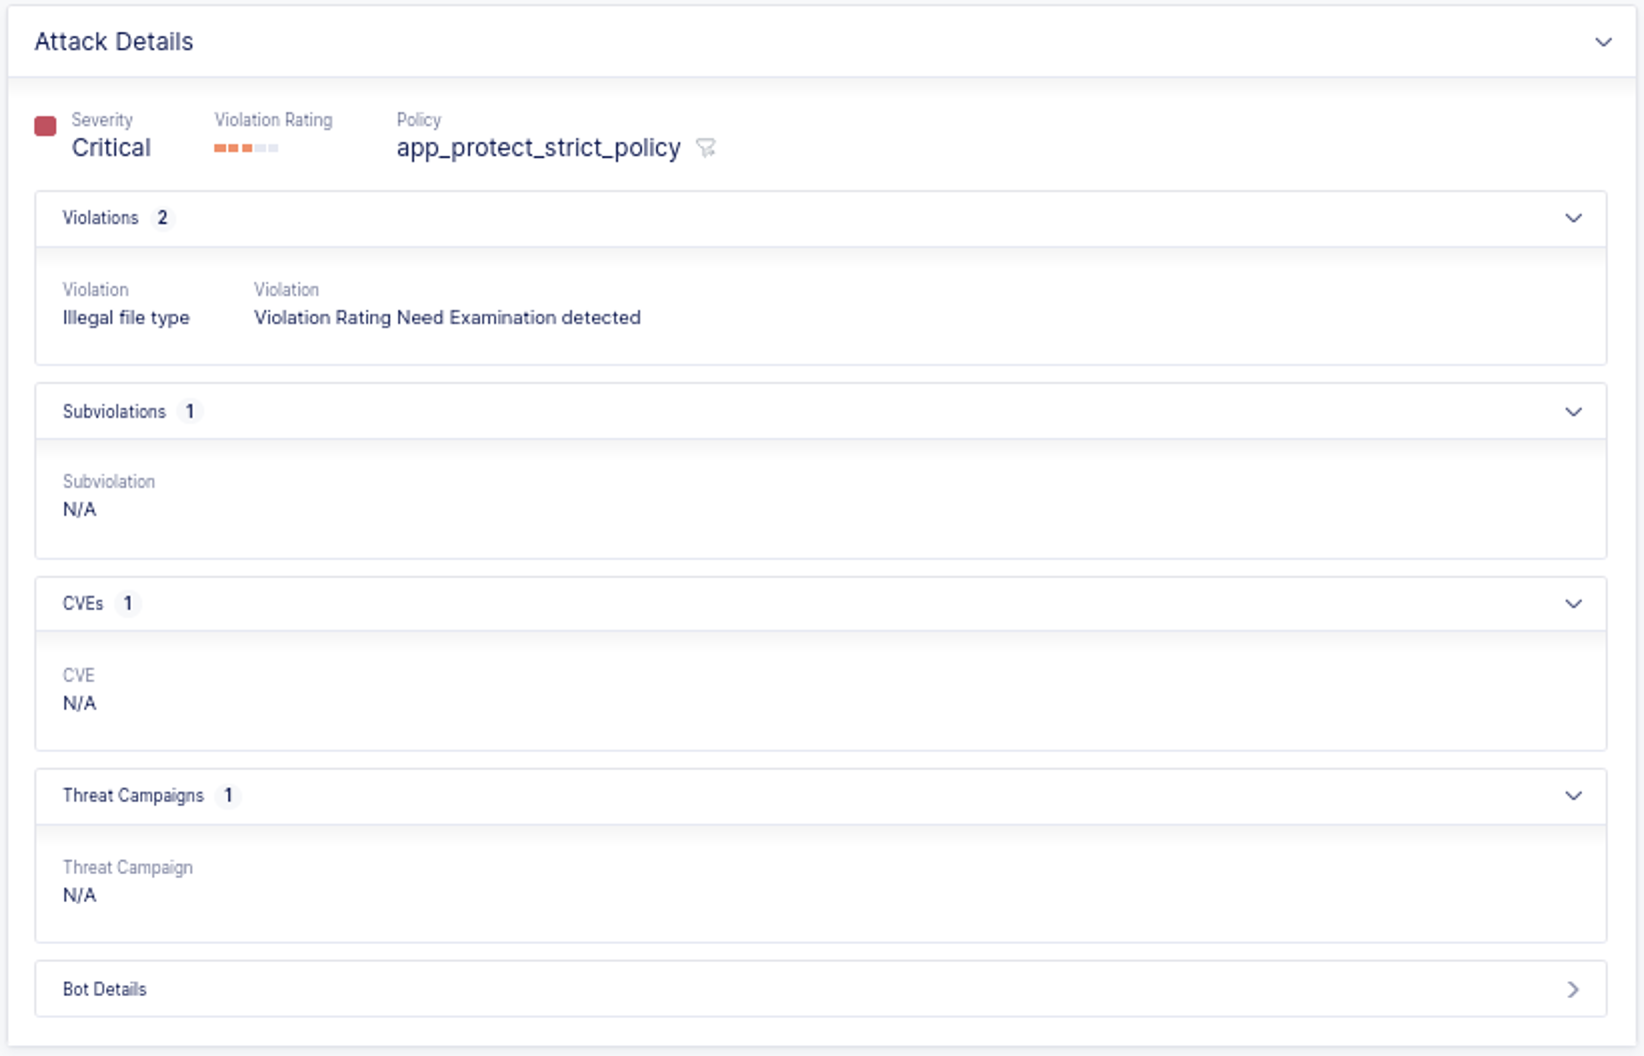 Attack Details
Severity Violation Rating Policy
Critical app_protect_strict_policy
Violations 2
Violation Violation
Illegal file type Violation Rating Need Examination detected
Subviolations 1
Subviolation
N/A
CVEs 1
CVE
N/A
Threat Campaigns 1
Threat Campaign
N/A
Bot Details